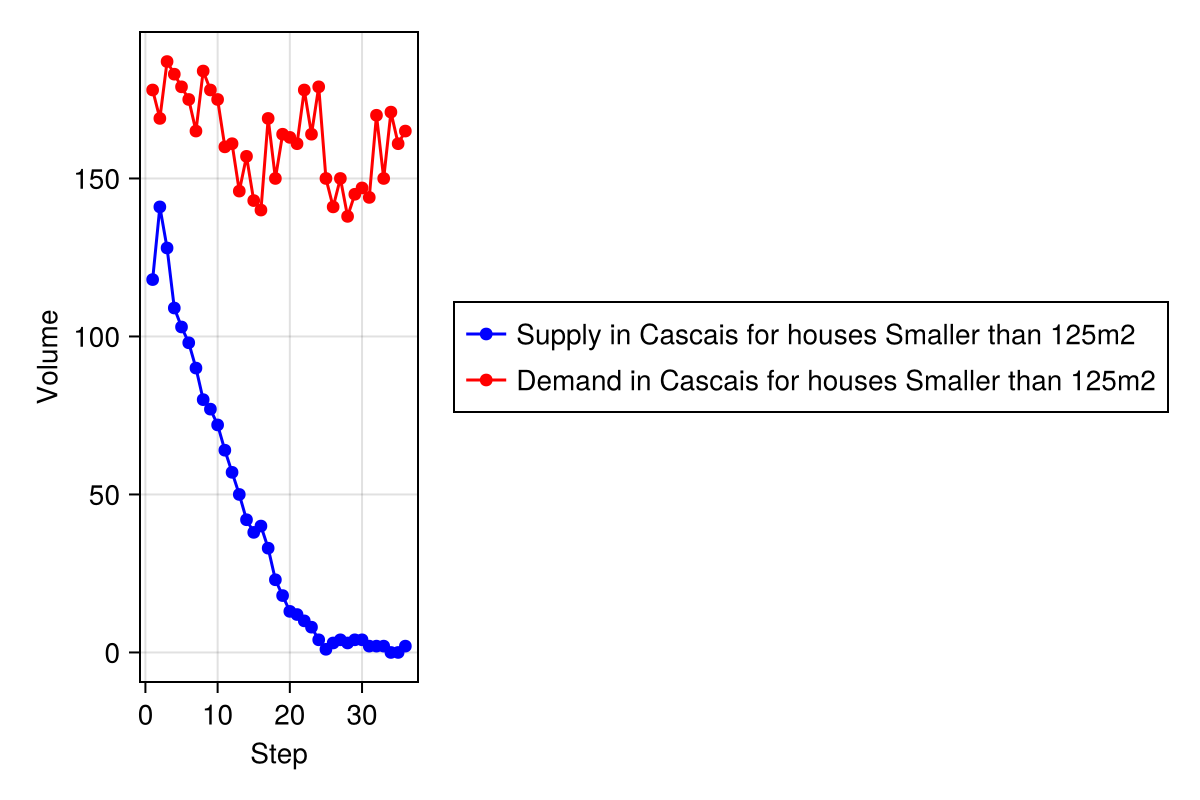 150
100
50
0
Volume
0 10 20 30
Step
Supply in Cascais for houses Smaller than 125m2
Demand in Cascais for houses Smaller than 125m2